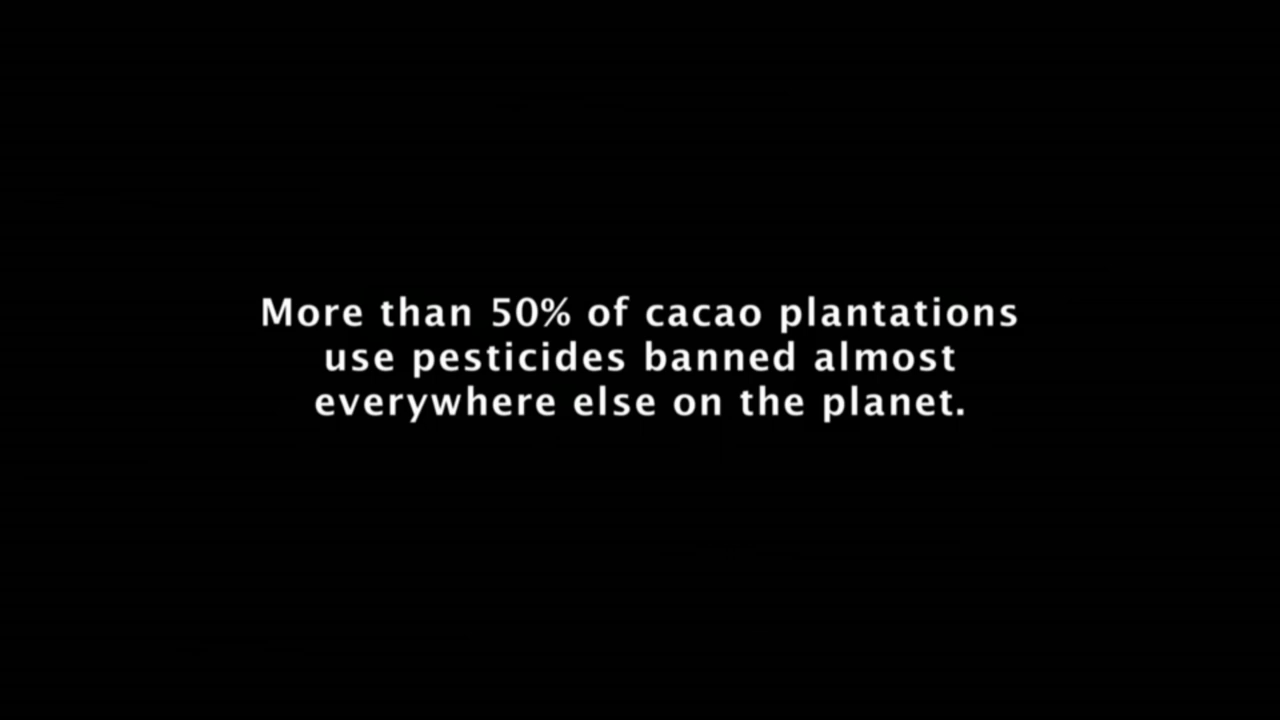 More than 50% of cacao plantations
use pesticides banned almost
everywhere else on the planet.